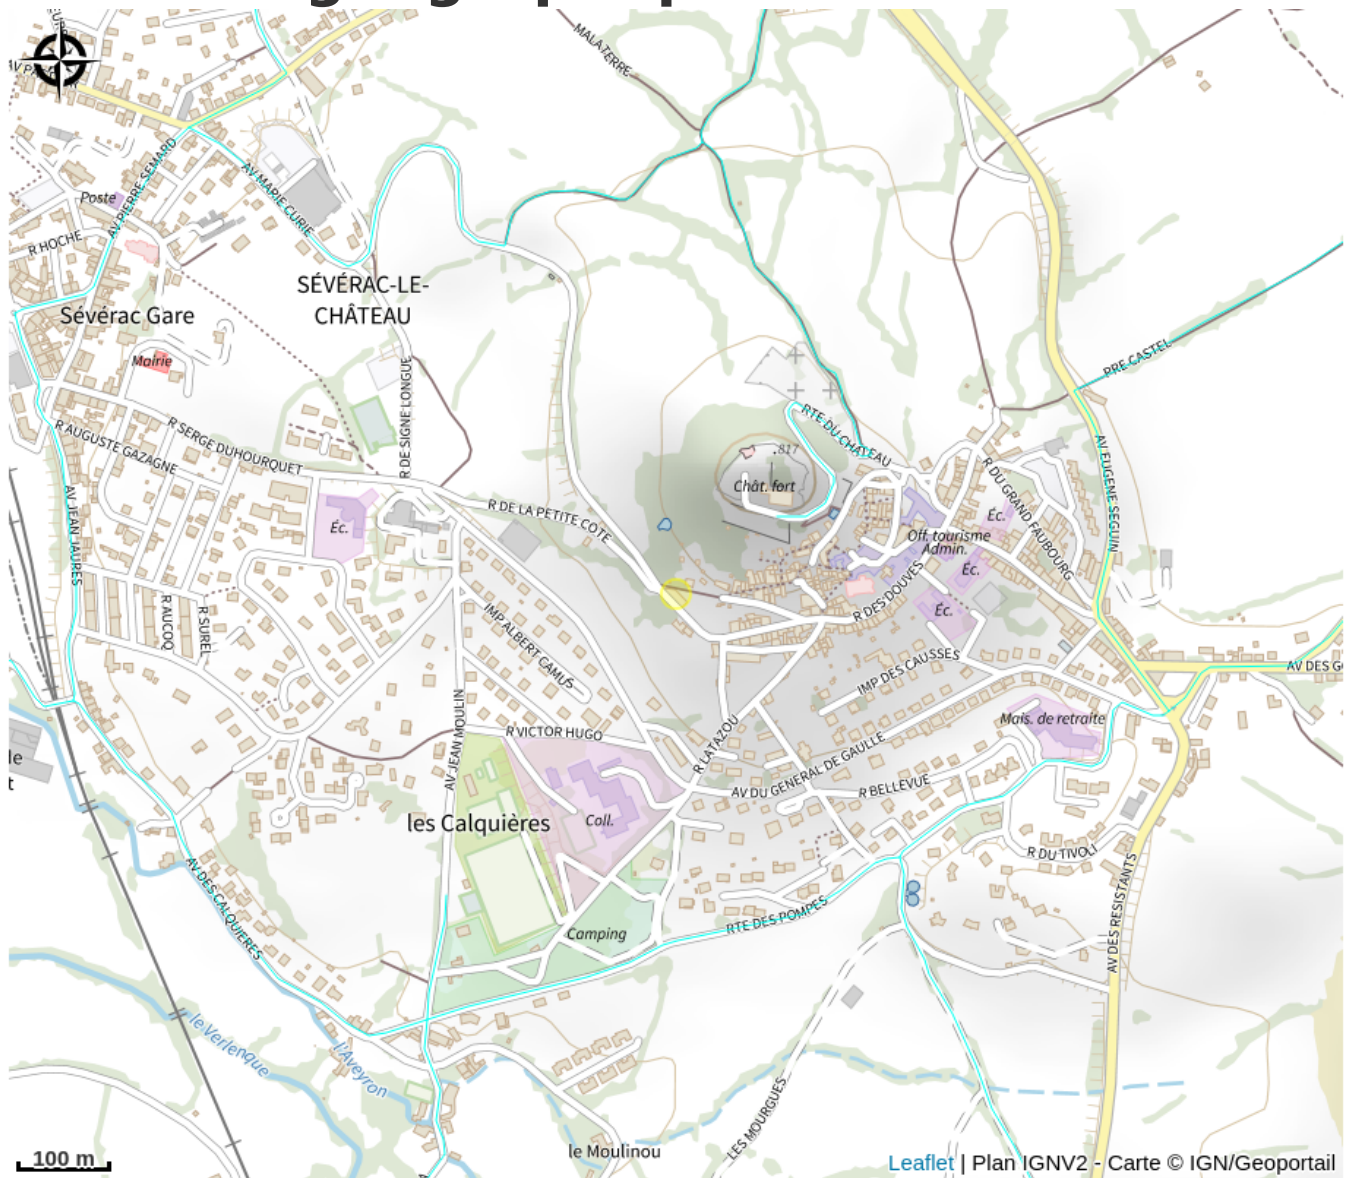 MALATERRE
AV MARIE CURIE
AV PIERRE SEMARD
Poste
R HOCHE
SÉVÉRAC-LE-
CHÂTEAU
Sévérac Gare
Mairie
PRE CASTEL
R DE SIGNE LONGUE
R SERGE DUHOURQUET
R AUGUSTE GAZAGNE
RTE DU CHATEAU
.817
Chât. fort
AV EUGENE SEGUIN
R DU GRAND FAUBOURG
Éc.
R DE LA PETITE COTE
Éc.
Off. tourisme
Admin.
Éc.
AV JEAN JAURES
R DES DOUVES
Éc.
R AUCOQ
R SUREL
IMP ALBERT CAMUS
IMP DES CAUSSES
AV DES G
Mais. de retraite
AV JEAN MOULIN
R VICTOR HUGO
R LATAZOU
AV DU GENERAL DE GAULLE
R BELLEVUE
le
t
les Calquières
Coll.
R DU TIVOLI
AV DES CALQUIERES
RTE DES POMPES
Camping
AV DES RESISTANTS
le Verlenque
l'Aveyron
LES MOURGUES
le Moulinou
100 m
Leaflet | Plan IGNV2 - Carte © IGN/Geoportail